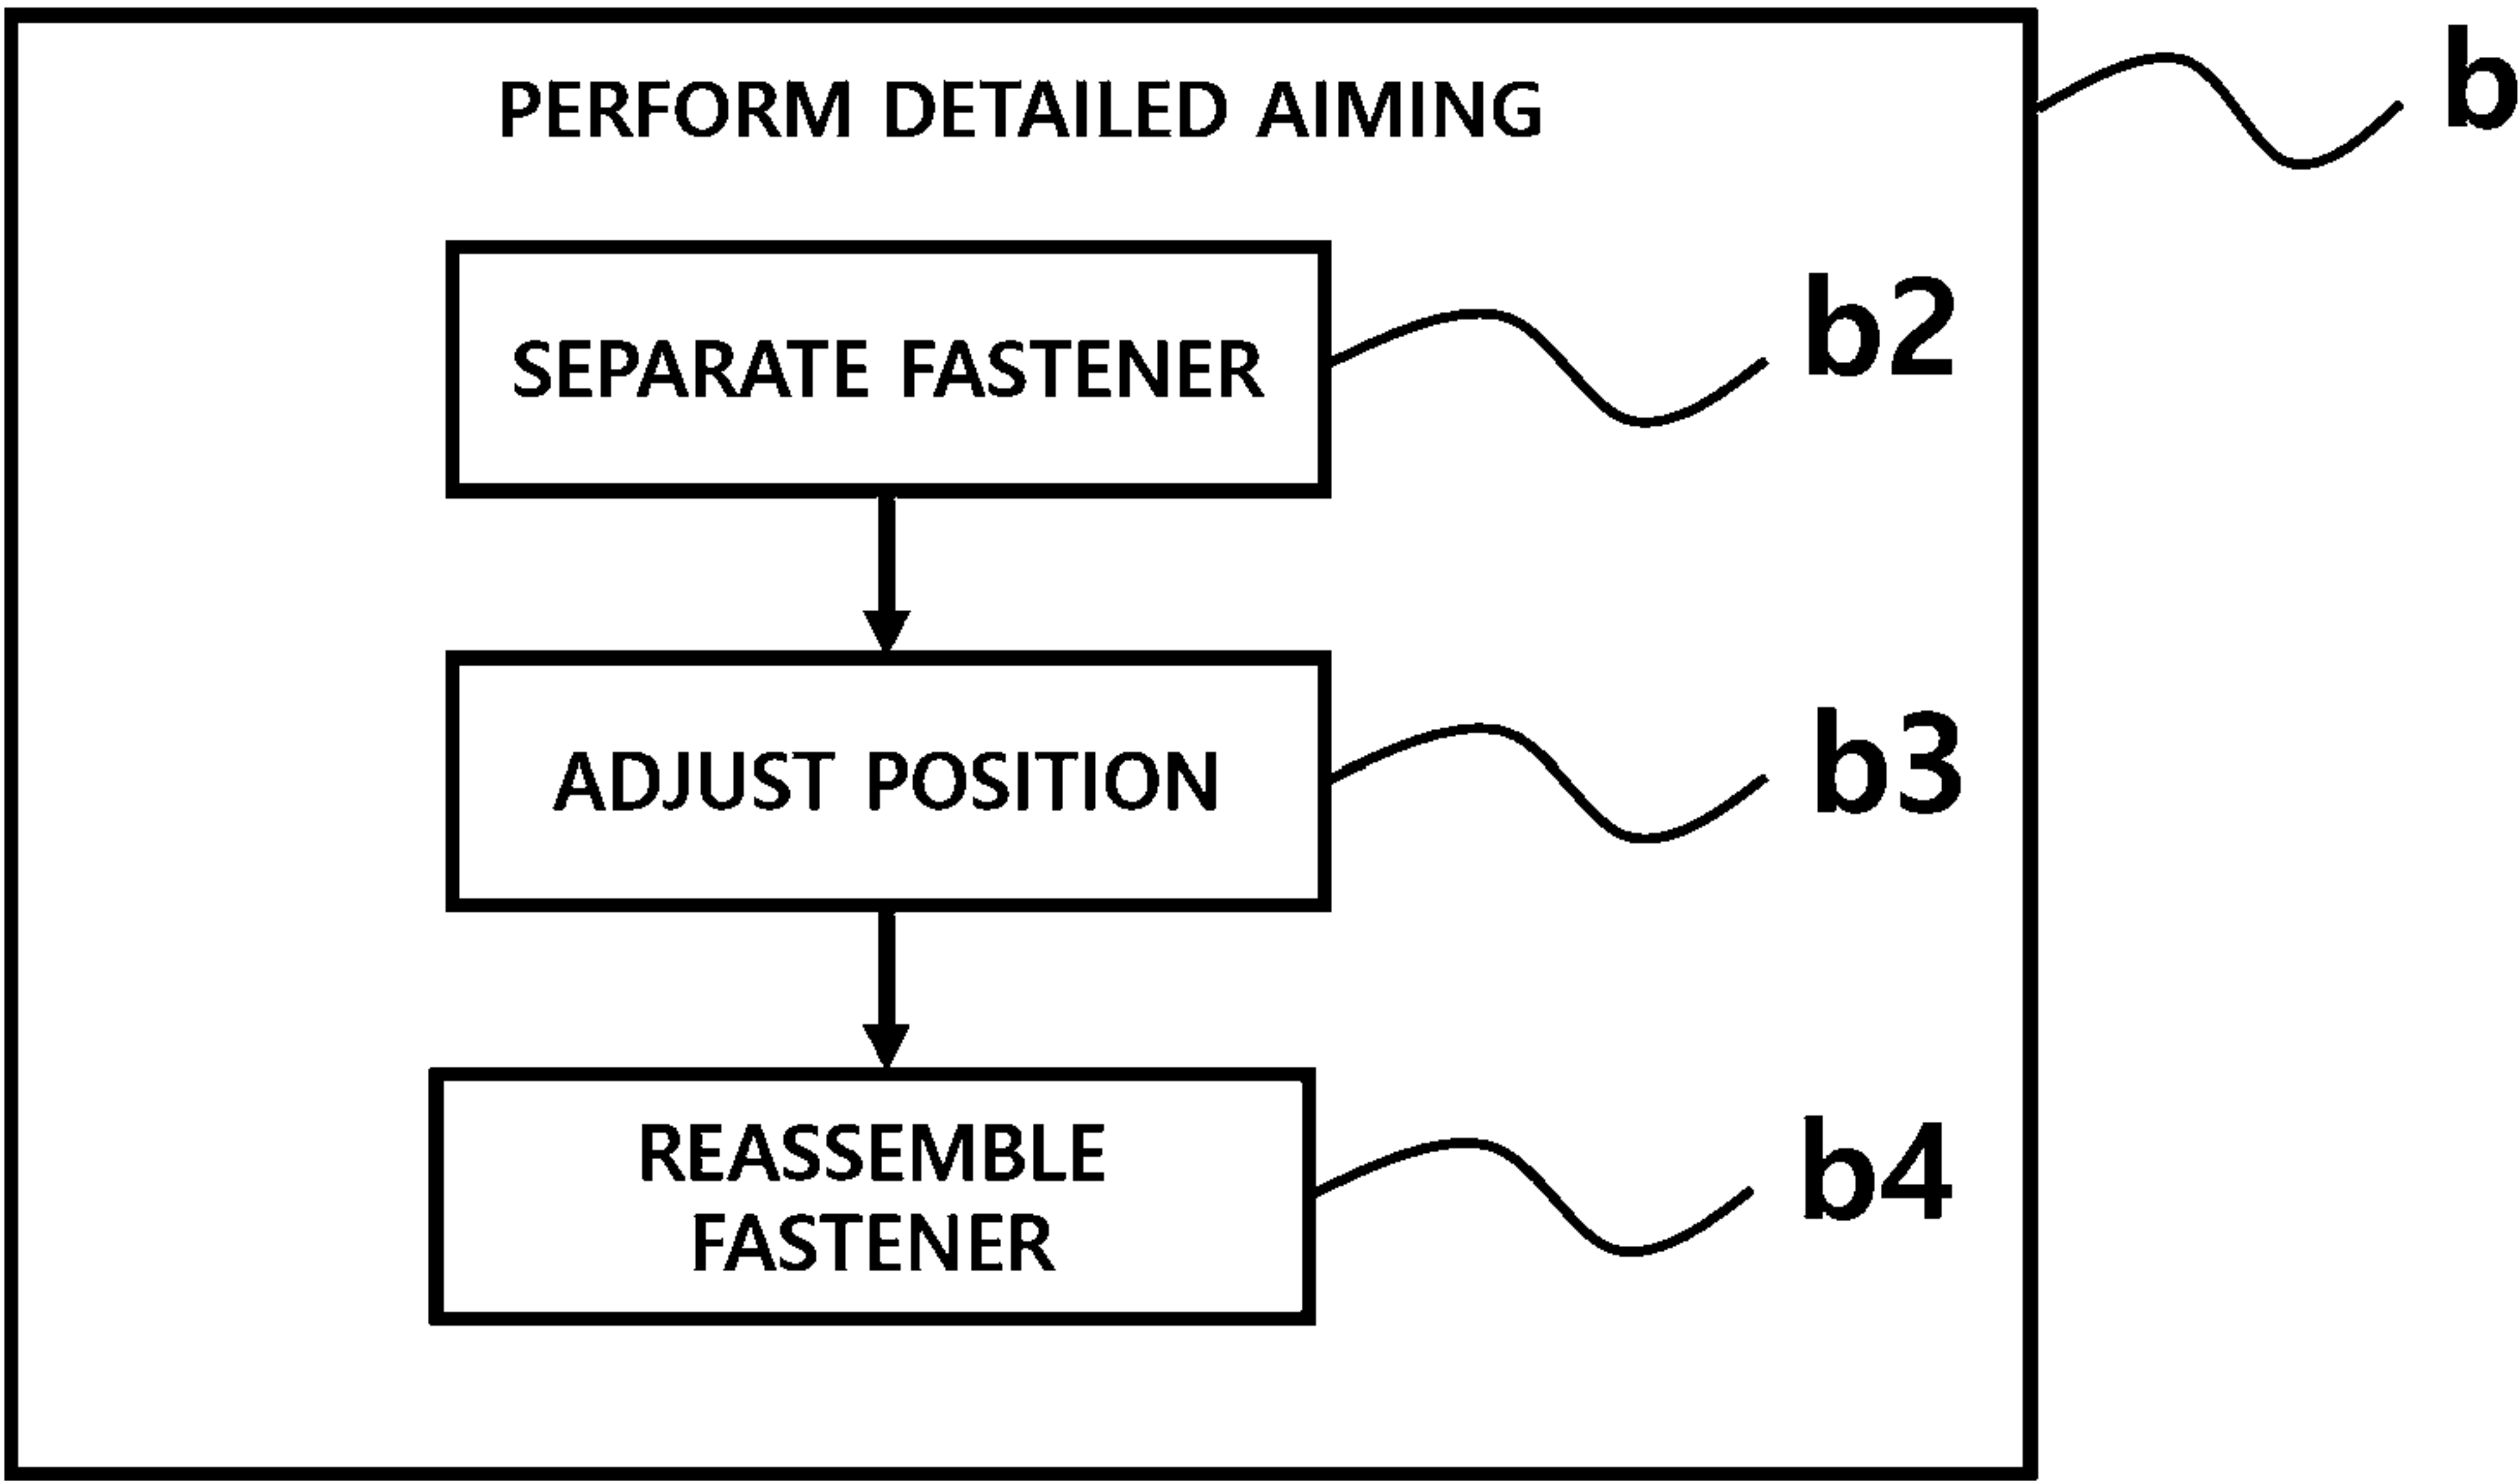 PERFORM DETAILED AIMING
b
SEPARATE FASTENER
b2
ADJUST POSITION
b3
REASSEMBLE
FASTENER
b4